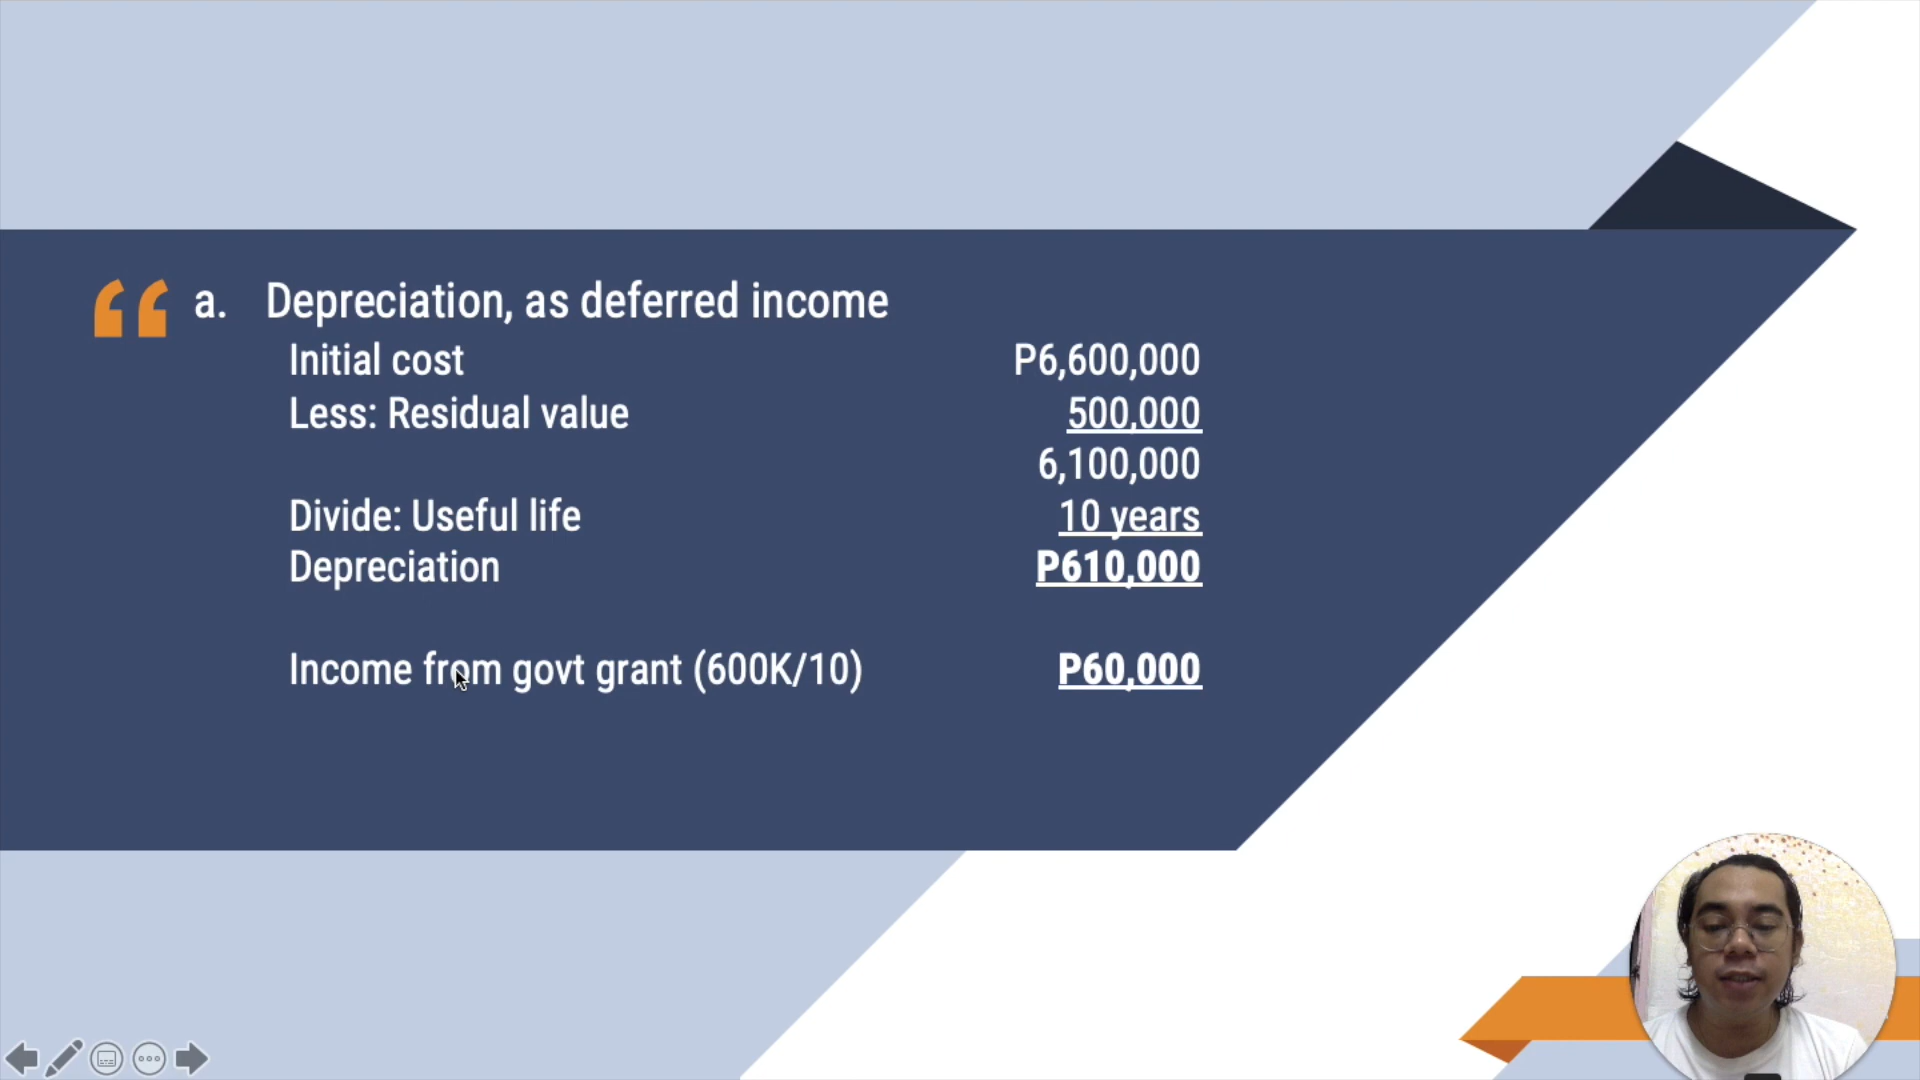 a. Depreciation, as deferred income
Initial cost P6,600,000
Less: Residual value 500,000
6,100,000
Divide: Useful life 10 years
Depreciation P610,000
Income from govt grant (600K/10) P60,000